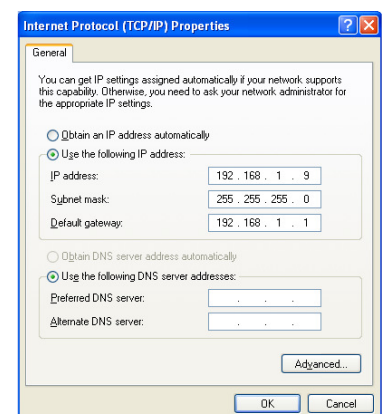 Internet Protocol (TCP/IP) Properties
General
You can get IP settings assigned automatically if your network supports
this capability. Otherwise, you need to ask your network administrator for
the appropriate IP settings.
Obtain an IP address automatically
Use the following IP address:
IP address: 192 . 168 . 1 . 9
Subnet mask: 255 . 255 . 255 . 0
Default gateway: 192 . 168 . 1 . 1
Obtain DNS server address automatically
Use the following DNS server addresses:
Preferred DNS server: . . .
Alternate DNS server: . . .
Advanced...
OK Cancel